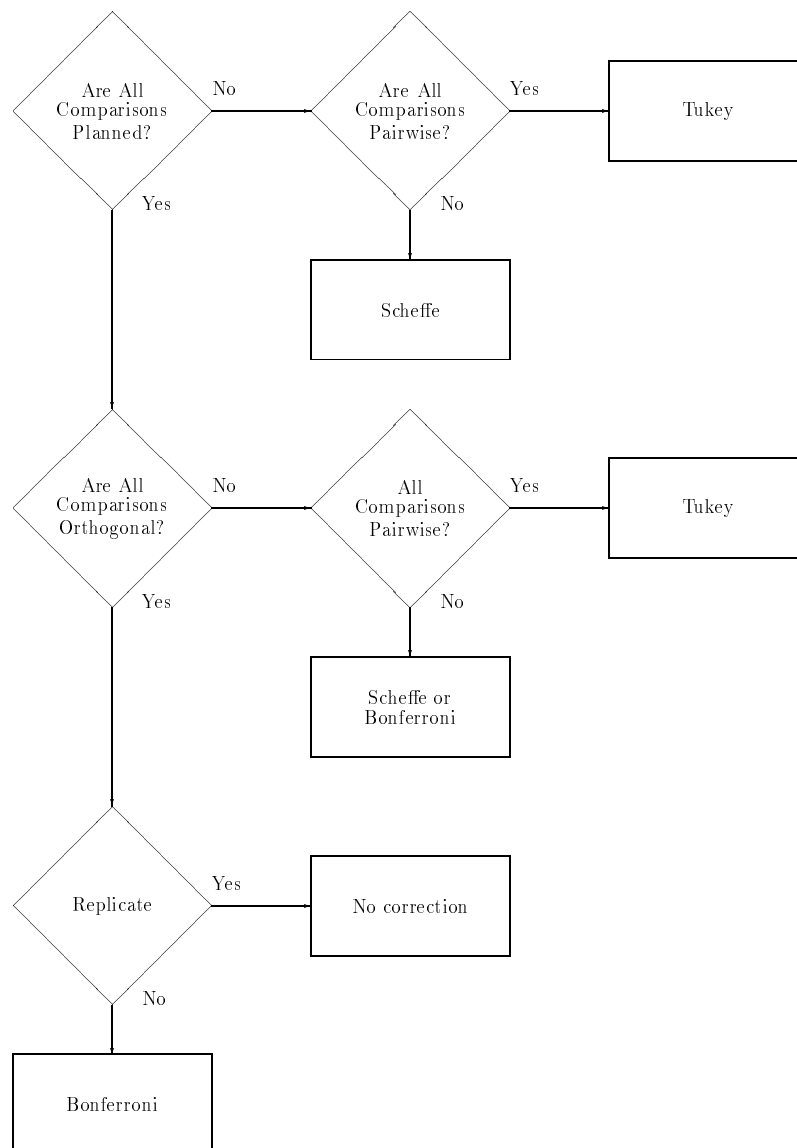 Are All
Comparisons
Planned?
No
Are All
Comparisons
Pairwise?
Yes
Tukey
Yes
No
Scheffe
Are All
Comparisons
Orthogonal?
No
All
Comparisons
Pairwise?
Yes
Tukey
Yes
No
Scheffe or
Bonferroni
Replicate
Yes
No correction
No
Bonferroni